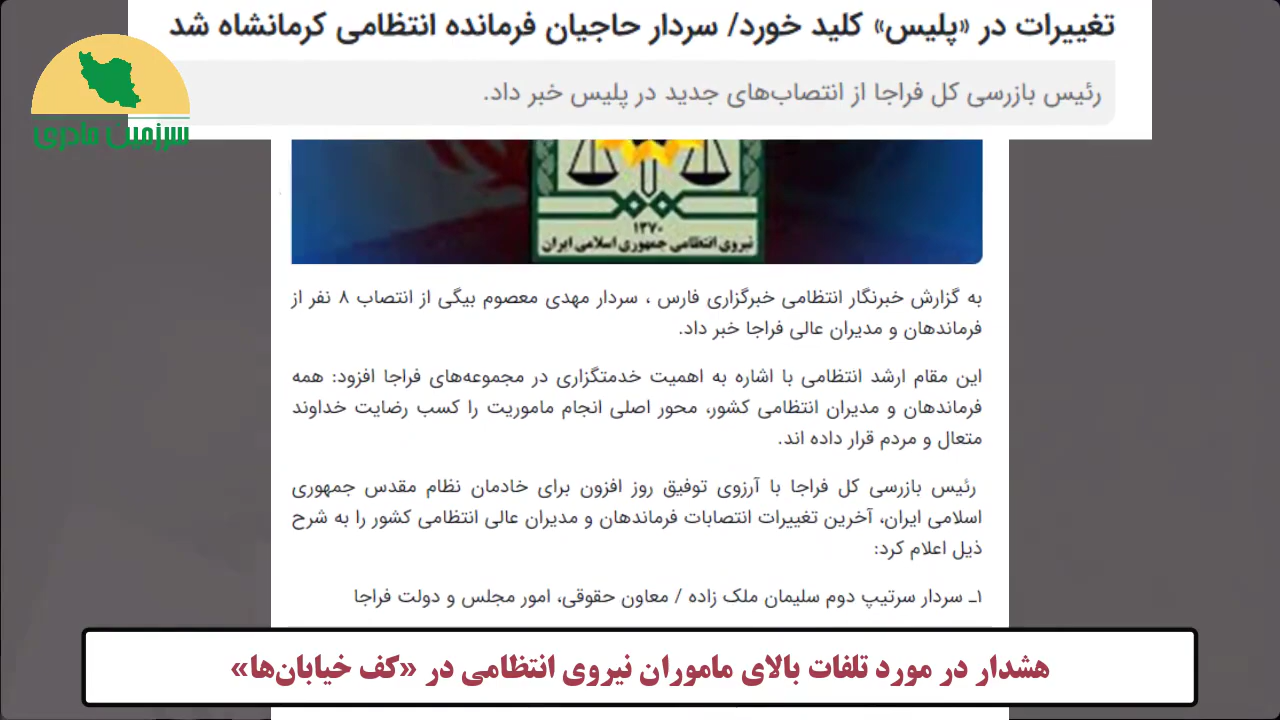 تغییرات در «پلیس» کلید خورد/ سردار حاجیان فرمانده انتظامی کرمانشاه شد
رئیس بازرسی کل فراجا از انتصاب‌های جدید در پلیس خبر داد.
سرزمین مادری
۱۳۷۰
نیروی انتظامی جمهوری اسلامی ایران
به گزارش خبرنگار انتظامی خبرگزاری فارس ، سردار مهدی معصوم بیگی از انتصاب ۸ نفر از
فرماندهان و مدیران عالی فراجا خبر داد.
این مقام ارشد انتظامی با اشاره به اهمیت خدمتگزاری در مجموعه‌های فراجا افزود: همه
فرماندهان و مدیران انتظامی کشور، محور اصلی انجام ماموریت را کسب رضایت خداوند
متعال و مردم قرار داده اند.
رئیس بازرسی کل فراجا با آرزوی توفیق روز افزون برای خادمان نظام مقدس جمهوری
اسلامی ایران، آخرین تغییرات انتصابات فرماندهان و مدیران عالی انتظامی کشور را به شرح
ذیل اعلام کرد:
۱ـ سردار سرتیپ دوم سلیمان ملک زاده / معاون حقوقی، امور مجلس و دولت فراجا
هشدار در مورد تلفات بالای ماموران نیروی انتظامی در «کف خیابان‌ها»